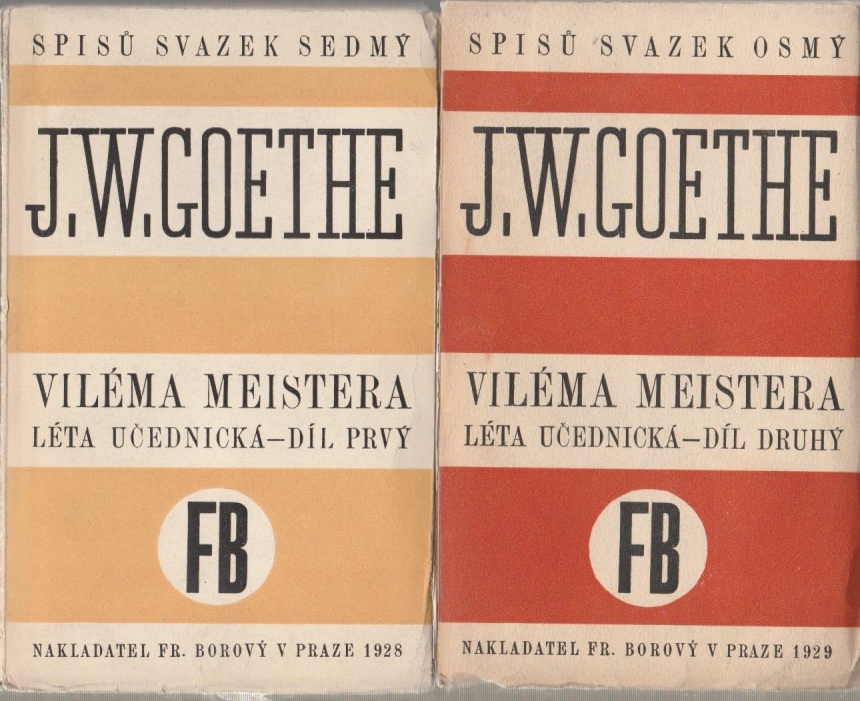 SPISŮ SVAZEK SEDMÝ
J.W.GOETHE
VILÉMA MEISTERA
LÉTA UČEDNICKÁ—DÍL PRVÝ
FB
NAKLADATEL FR. BOROVÝ V PRAZE 1928
SPISŮ SVAZEK OSMÝ
J.W.GOETHE
VILÉMA MEISTERA
LÉTA UČEDNICKÁ—DÍL DRUHÝ
FB
NAKLADATEL FR. BOROVÝ V PRAZE 1929